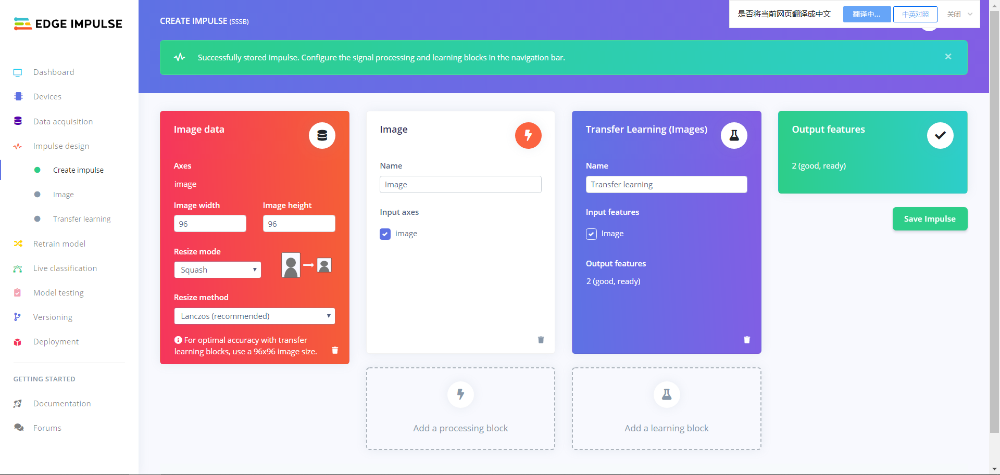 EDGE IMPULSE
Dashboard
Devices
Data acquisition
Impulse design
Create impulse
Image
Transfer learning
Retrain model
Live classification
Model testing
Versioning
Deployment
GETTING STARTED
Documentation
Forums
CREATE IMPULSE (SSSB)
是否将当前网页翻译成中文
翻译中...
中英对照
关闭
Successfully stored impulse. Configure the signal processing and learning blocks in the navigation bar.
×
Image data
Axes
image
Image width
Image height
96
96
Resize mode
Squash
Resize method
Lanczos (recommended)
For optimal accuracy with transfer
learning blocks, use a 96x96 image size.
Image
Name
Image
Input axes
image
Add a processing block
Transfer Learning (Images)
Name
Transfer learning
Input features
Image
Output features
2 (good, ready)
Add a learning block
Output features
2 (good, ready)
Save Impulse